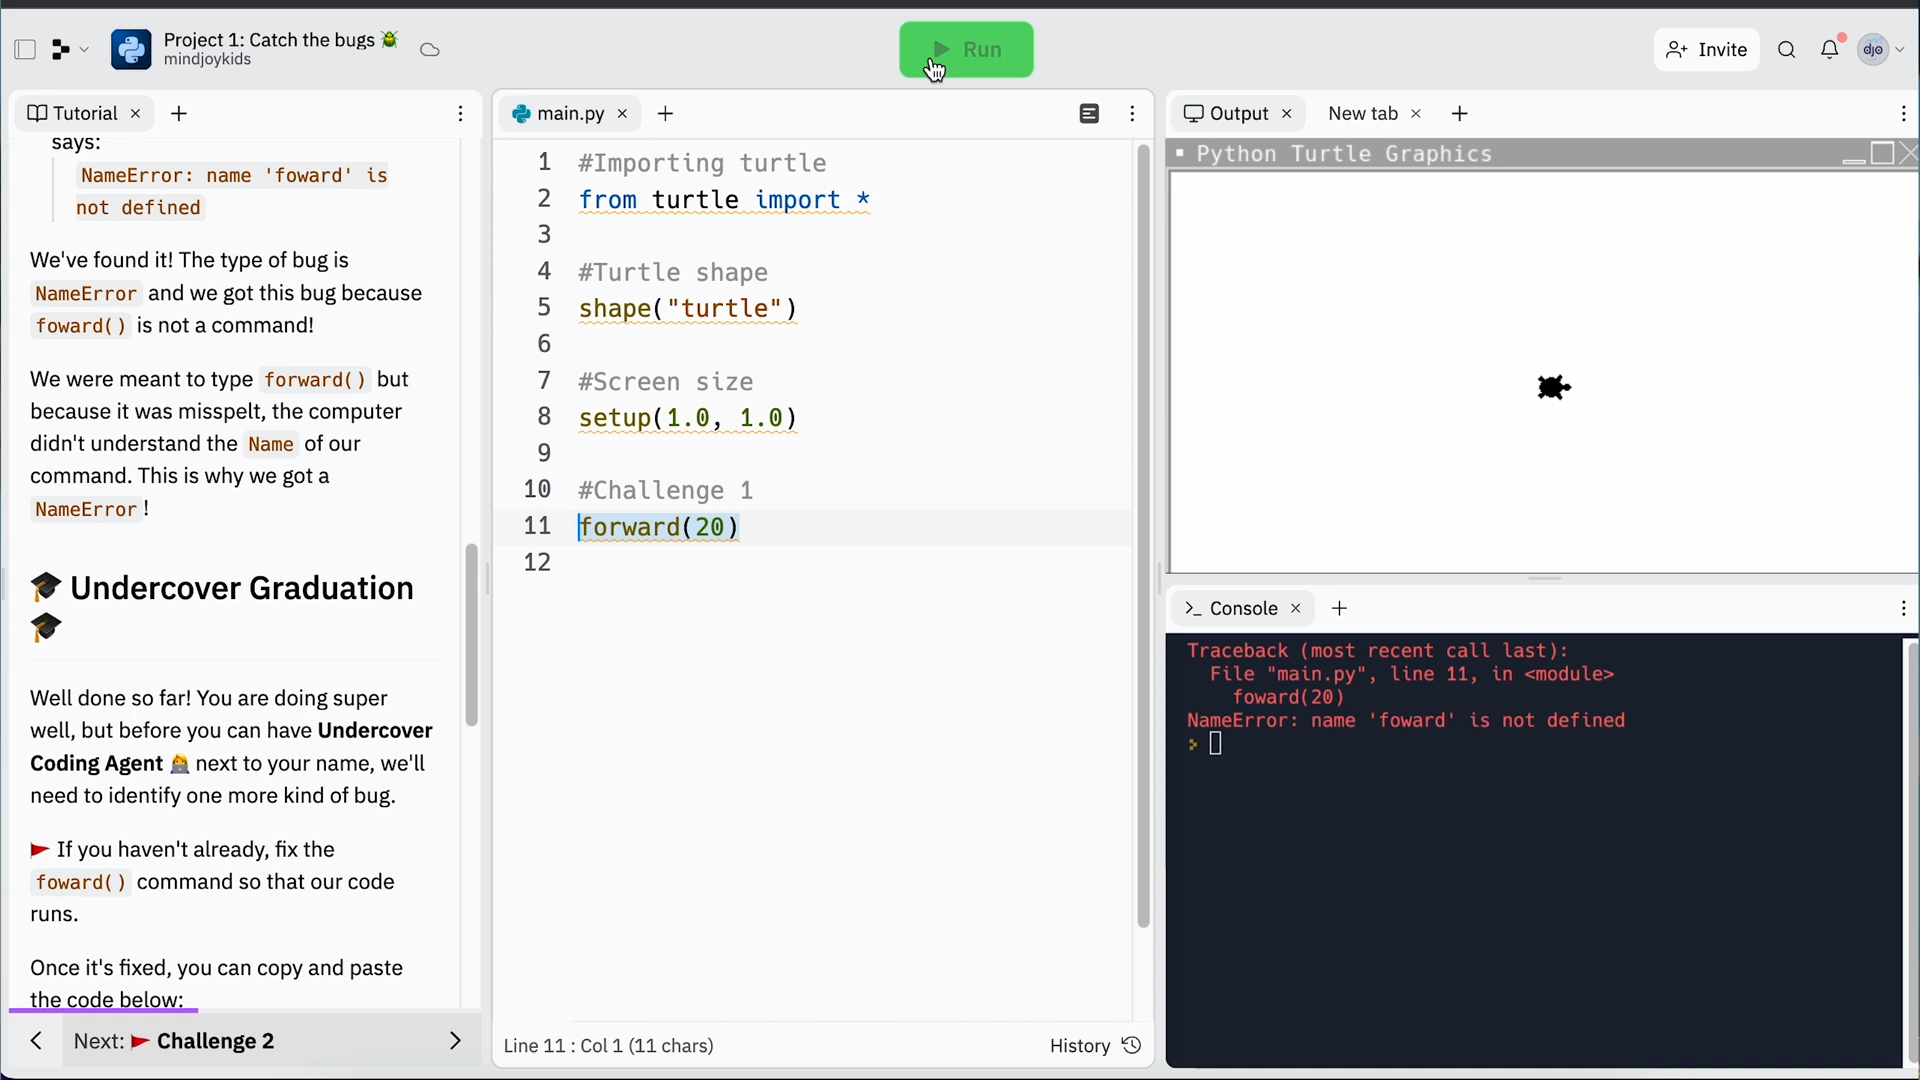 Project 1: Catch the bugs
mindjoykids
Run
Invite
djo
Tutorial
says:
NameError: name 'foward' is
not defined
We've found it! The type of bug is
NameError and we got this bug because
foward() is not a command!
We were meant to type forward() but
because it was misspelt, the computer
didn't understand the Name of our
command. This is why we got a
NameError!
Undercover Graduation
Well done so far! You are doing super
well, but before you can have Undercover
Coding Agent next to your name, we'll
need to identify one more kind of bug.
If you haven't already, fix the
foward() command so that our code
runs.
Once it's fixed, you can copy and paste
the code below:
Next: Challenge 2
main.py
1 #Importing turtle
2 from turtle import *
3
4 #Turtle shape
5 shape("turtle")
6
7 #Screen size
8 setup(1.0, 1.0)
9
10 #Challenge 1
11 forward(20)
12
Line 11 : Col 1 (11 chars)
History
Output
New tab
Python Turtle Graphics
Console
Traceback (most recent call last):
File "main.py", line 11, in <module>
foward(20)
NameError: name 'foward' is not defined